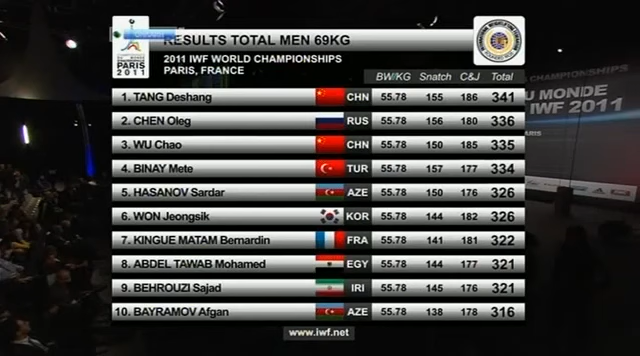 RESULTS TOTAL MEN 69KG
2011 IWF WORLD CHAMPIONSHIPS
PARIS, FRANCE
PARIS
2011
BW/KG Snatch C&J Total
1. TANG Deshang CHN 55.78 155 186 341
2. CHEN Oleg RUS 55.78 156 180 336
3. WU Chao CHN 55.78 150 185 335
4. BINAY Mete TUR 55.78 157 177 334
5. HASANOV Sardar AZE 55.78 150 176 326
6. WON Jeongsik KOR 55.78 144 182 326
7. KINGUE MATAM Bernardin FRA 55.78 141 181 322
8. ABDEL TAWAB Mohamed EGY 55.78 144 177 321
9. BEHROUZI Sajad IRI 55.78 145 176 321
10. BAYRAMOV Afgan AZE 55.78 138 178 316
www.iwf.net
CHAMPIONSHIPS
U MONDE
IWF 2011
PARIS